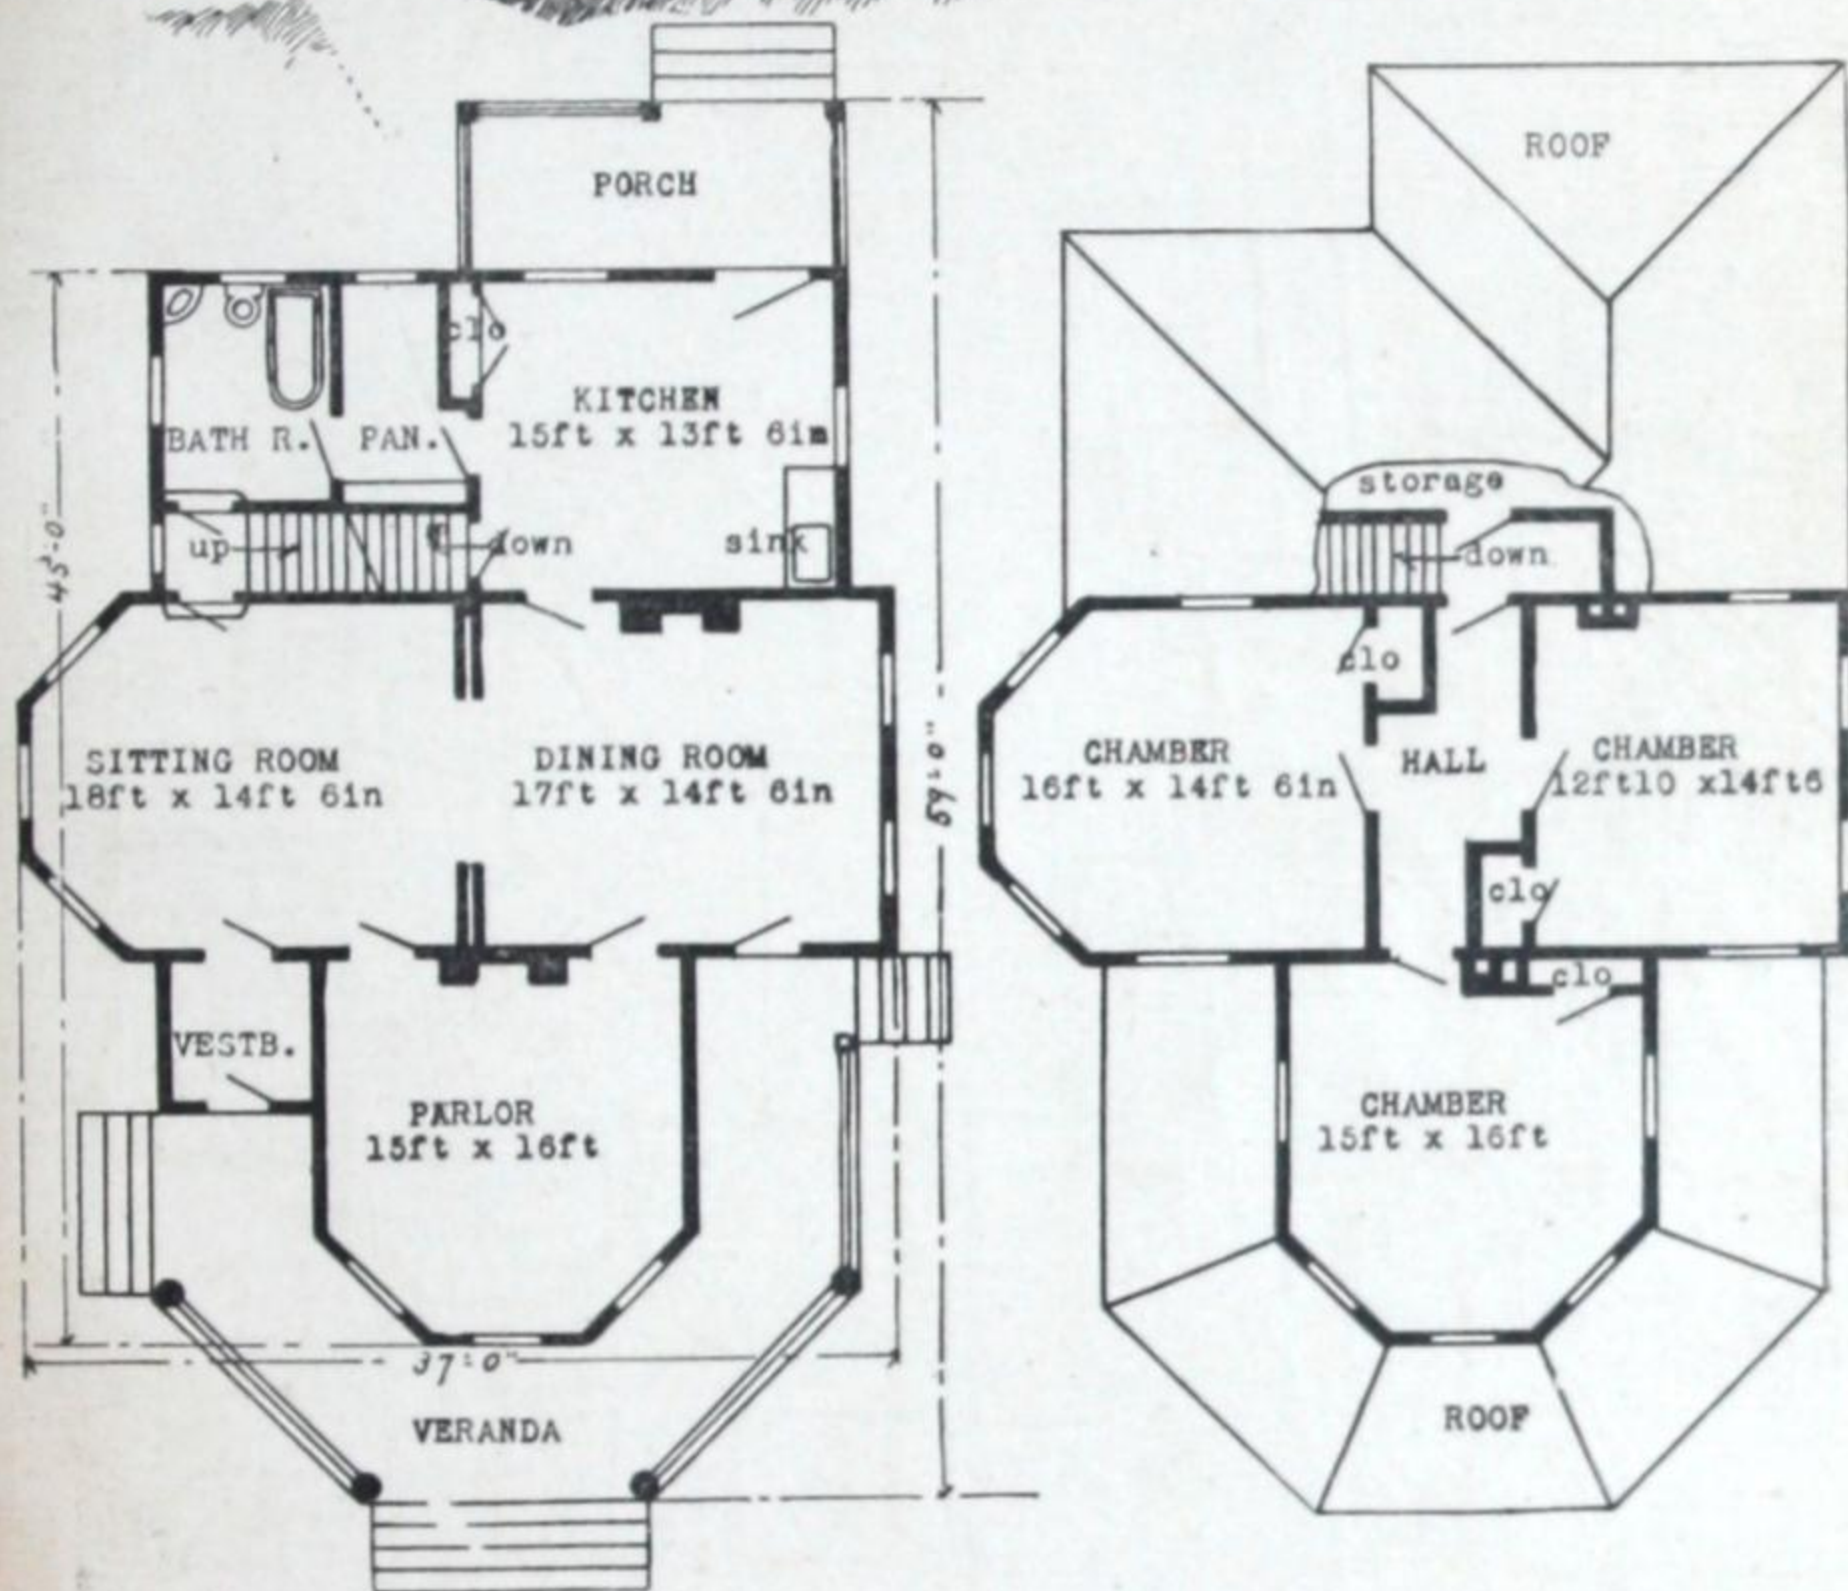 PORCH
clo
KITCHEN
15ft x 13ft 6in
BATH R.
PAN.
up
down
sink
45'-0"
SITTING ROOM
18ft x 14ft 6in
DINING ROOM
17ft x 14ft 6in
59'-0"
VESTB.
PARLOR
15ft x 16ft
37'-0"
VERANDA
ROOF
storage
down
clo
CHAMBER
16ft x 14ft 6in
HALL
CHAMBER
12ft10 x14ft6
clo
clo
CHAMBER
15ft x 16ft
ROOF